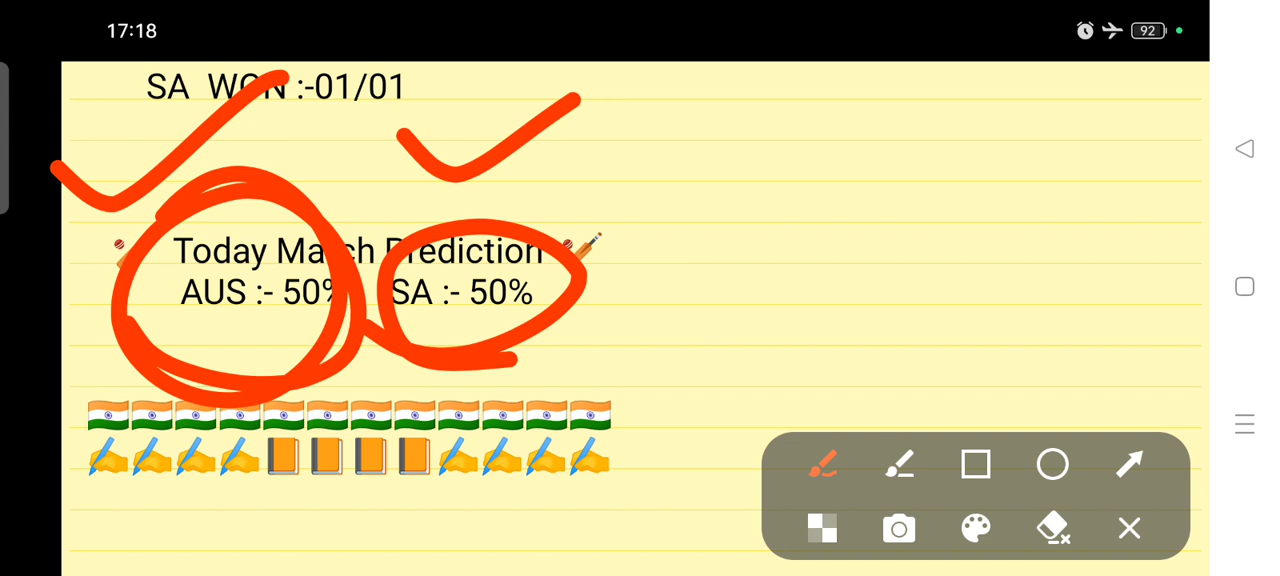 17:18
92
SA WON :-01/01
🏏 Today Match Prediction 🏏
AUS :- 50% SA :- 50%
🇮🇳🇮🇳🇮🇳🇮🇳🇮🇳🇮🇳🇮🇳🇮🇳🇮🇳🇮🇳🇮🇳🇮🇳
✍️✍️✍️✍️📙📙📙📙✍️✍️✍️✍️